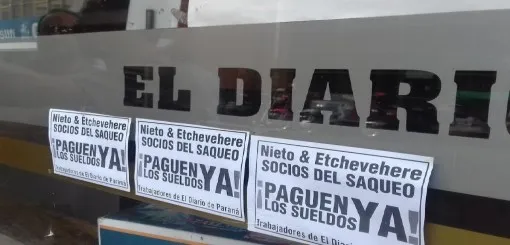 EL DIARIO
Nieto & Etchevehere
SOCIOS DEL SAQUEO
¡PAGUEN
LOS SUELDOS YA!
Trabajadores de El Diario de Paraná
Nieto & Etchevehere
SOCIOS DEL SAQUEO
¡PAGUEN
LOS SUELDOS YA!
Trabajadores de El Diario de Paraná
Nieto & Etchevehere
SOCIOS DEL SAQUEO
¡PAGUEN
LOS SUELDOS YA!
Trabajadores de El Diario de Paraná